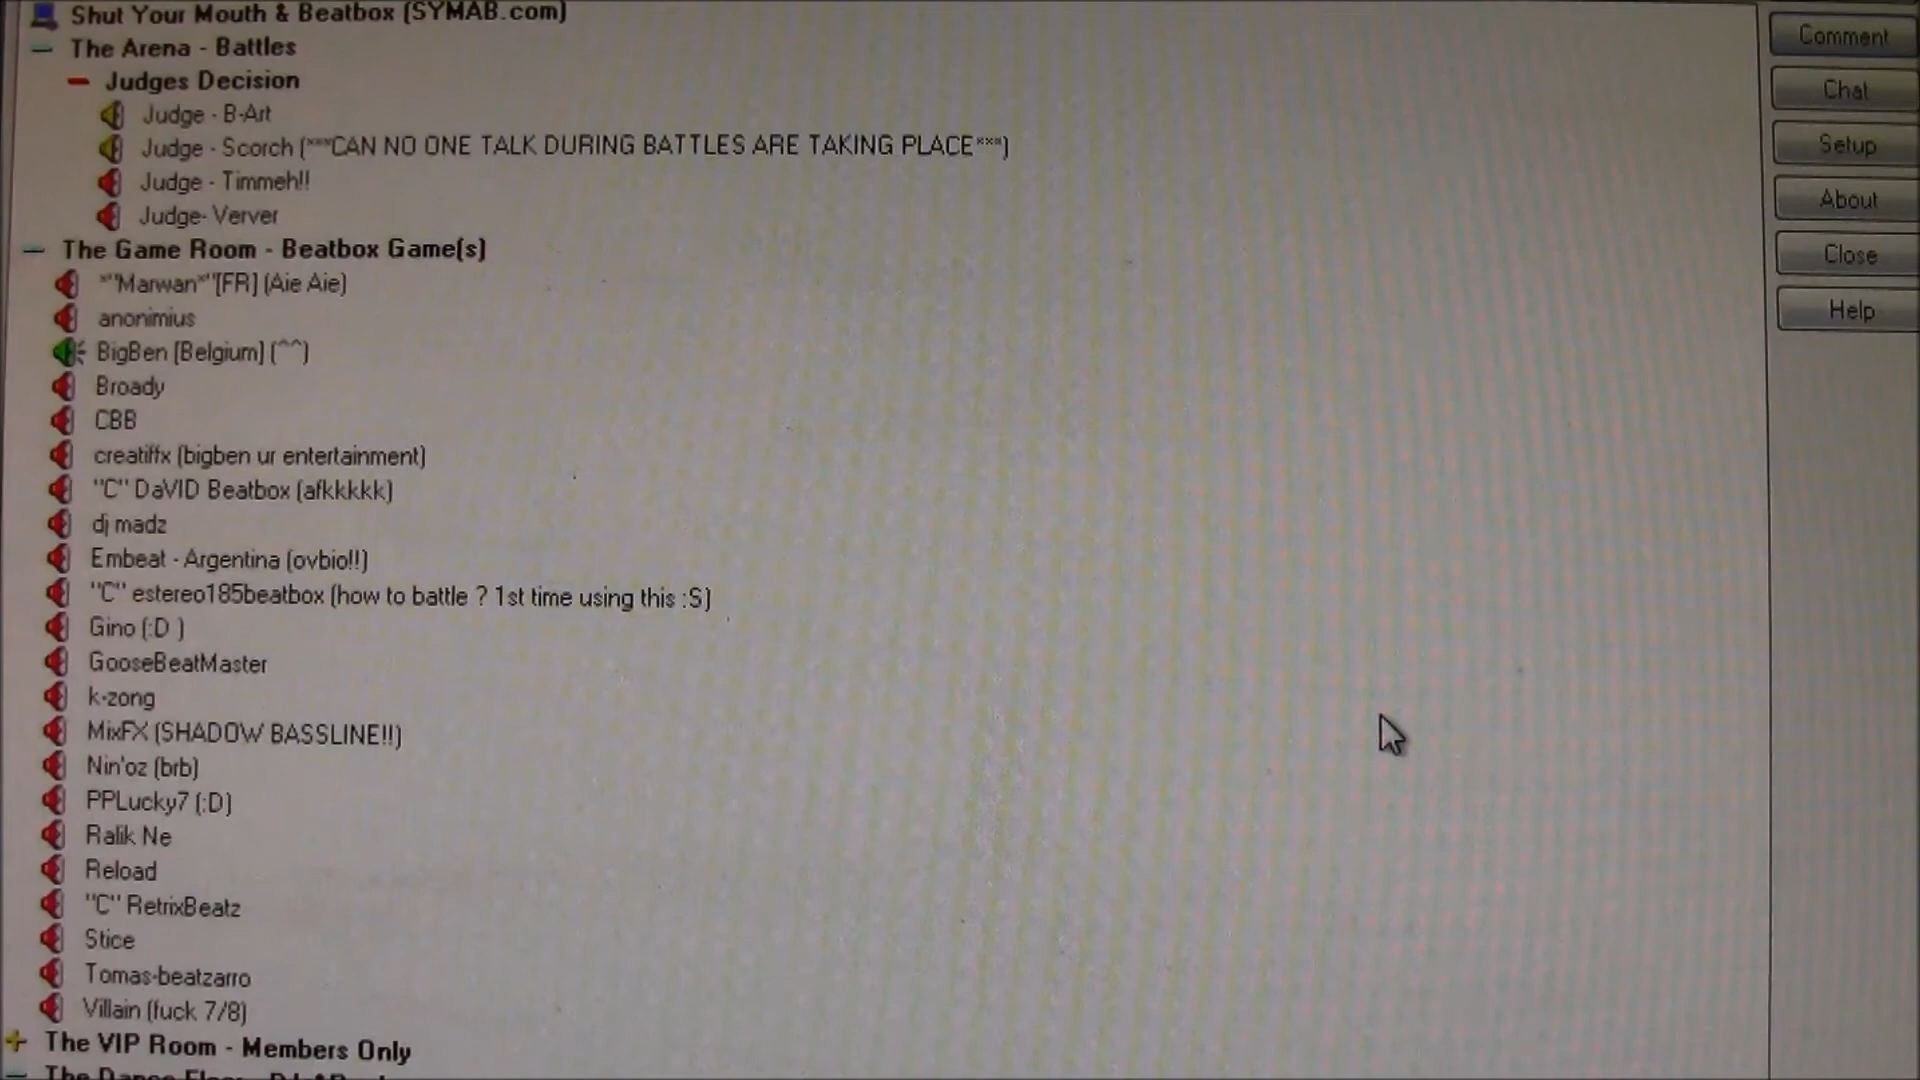 Shut Your Mouth & Beatbox (SYMAB.com)
The Arena - Battles
Judges Decision
Judge - B-Art
Judge - Scorch (***CAN NO ONE TALK DURING BATTLES ARE TAKING PLACE***)
Judge - Timmeh!!
Judge- Verver
The Game Room - Beatbox Game(s)
*''Marwan*''[FR] (Aie Aie)
anonimius
BigBen [Belgium] (^^)
Broady
CBB
creatiffx (bigben ur entertainment)
"C" DaVID Beatbox (afkkkkk)
dj madz
Embeat - Argentina (ovbio!!)
"C" estereo185beatbox (how to battle ? 1st time using this :S)
Gino (:D )
GooseBeatMaster
k-zong
MixFX (SHADOW BASSLINE!!)
Nin'oz (brb)
PPLucky7 (:D)
Ralik Ne
Reload
"C" RetrixBeatz
Stice
Tomas-beatzarro
Villain (fuck 7/8)
The VIP Room - Members Only
The Dance Floor
Comment
Chat
Setup
About
Close
Help